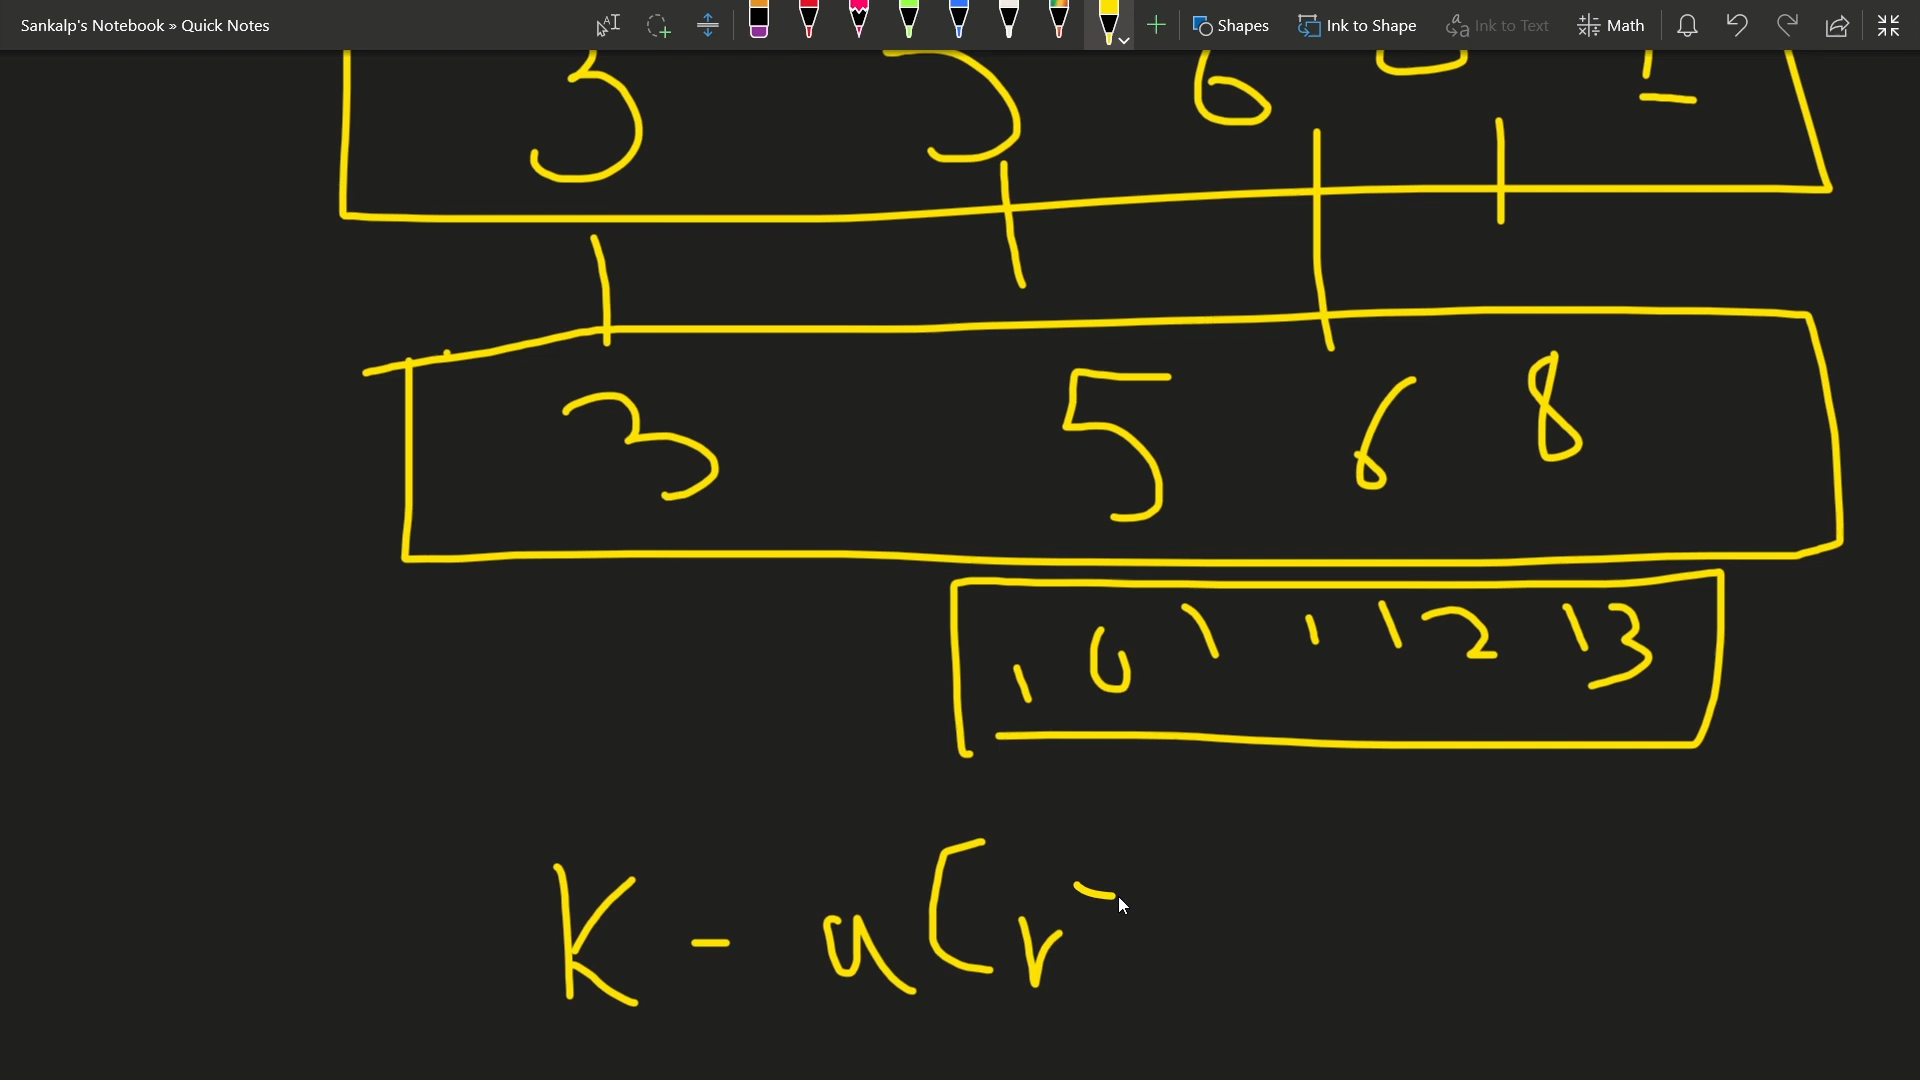 Sankalp's Notebook » Quick Notes Shapes Ink to Shape Ink to Text Math
3 5 6
3 5 6 8
10 11 12 13
K - a[r-